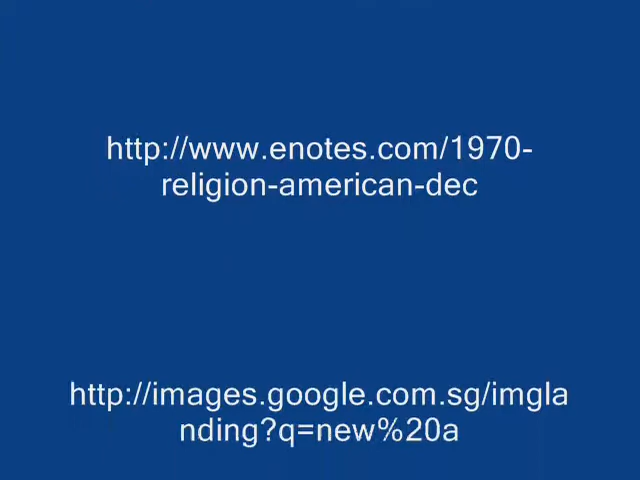 http://www.enotes.com/1970-
religion-american-dec
http://images.google.com.sg/imgla
nding?q=new%20a